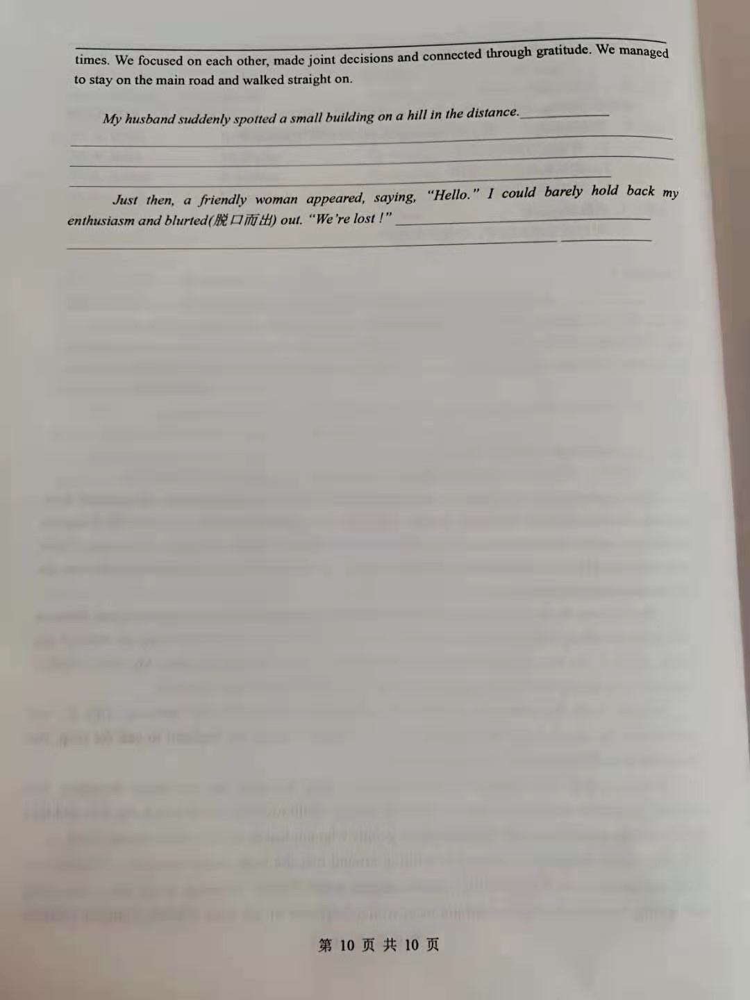 times. We focused on each other, made joint decisions and connected through gratitude. We managed
to stay on the main road and walked straight on.
My husband suddenly spotted a small building on a hill in the distance.
Just then, a friendly woman appeared, saying, “Hello.” I could barely hold back my
enthusiasm and blurted(脱口而出) out. “We’re lost !”
第 10 页 共 10 页